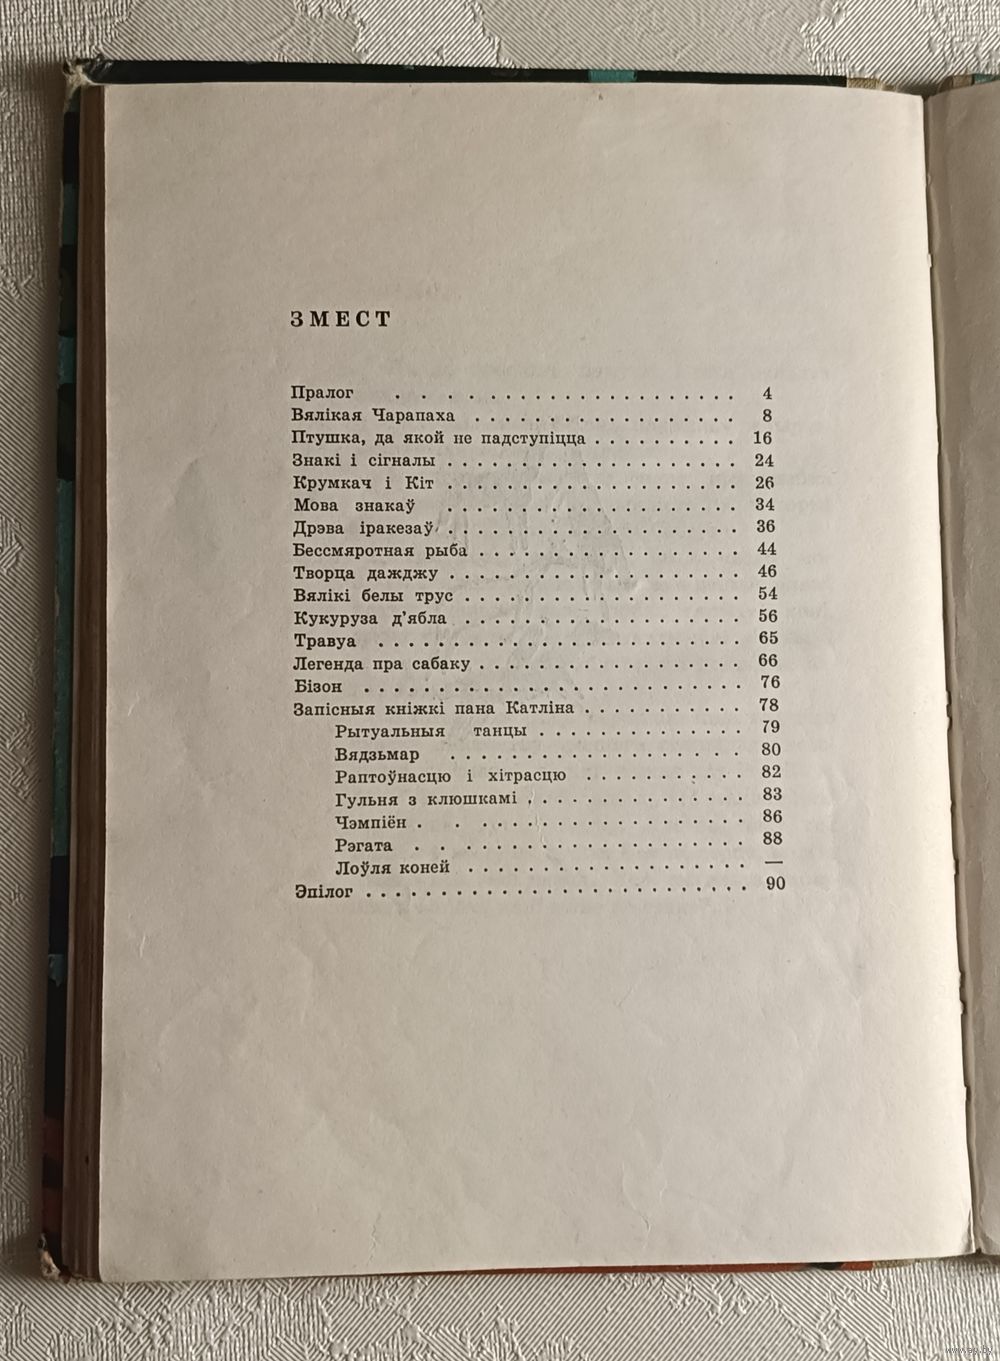 ЗМЕСТ
Пралог . . . . . . . . . . . . . . . . . . 4
Вялікая Чарапаха . . . . . . . . . . . . . . . 8
Птушка, да якой не падступіцца . . . . . . . . . . 16
Знакі і сігналы . . . . . . . . . . . . . . . . 24
Крумкач і Кіт . . . . . . . . . . . . . . . . 26
Мова знакаў . . . . . . . . . . . . . . . . 34
Дрэва іракезаў . . . . . . . . . . . . . . . . 36
Бессмяротная рыба . . . . . . . . . . . . . . . 44
Творца дажджу . . . . . . . . . . . . . . . . 46
Вялікі белы трус . . . . . . . . . . . . . . . 54
Кукуруза д'ябла . . . . . . . . . . . . . . . 56
Травуа . . . . . . . . . . . . . . . . . . . 65
Легенда пра сабаку . . . . . . . . . . . . . . . 66
Бізон . . . . . . . . . . . . . . . . . . . . 76
Запісныя кніжкі пана Катліна . . . . . . . . . . . 78
Рытуальныя танцы . . . . . . . . . . . . 79
Вядзьмар . . . . . . . . . . . . . . . . 80
Раптоўнасцю і хітрасцю . . . . . . . . . . 82
Гульня з клюшкамі . . . . . . . . . . . . 83
Чэмпіён . . . . . . . . . . . . . . . . . 86
Рэгата . . . . . . . . . . . . . . . . . 88
Лоўля коней . . . . . . . . . . . . . . . —
Эпілог . . . . . . . . . . . . . . . . . . . . 90
www.ay.by